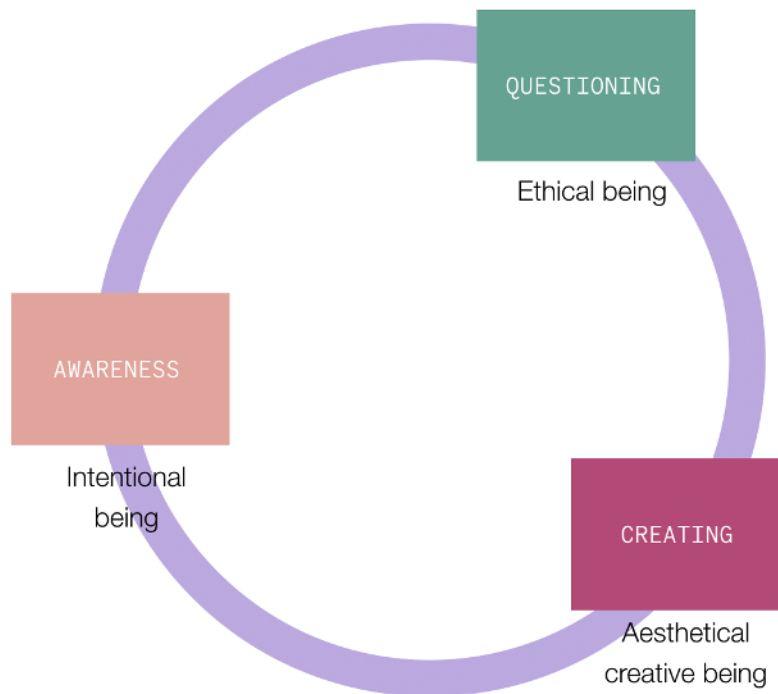 QUESTIONING
Ethical being
AWARENESS
Intentional
being
CREATING
Aesthetical
creative being